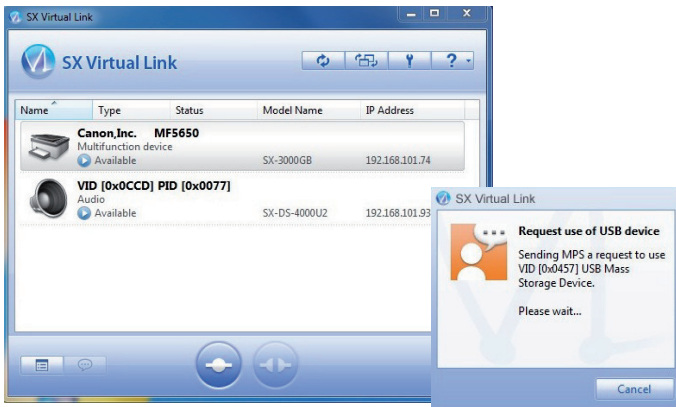 SX Virtual Link
SX Virtual Link
?
Name Type Status Model Name IP Address
Canon,Inc. MF5650
Multifunction device
Available SX-3000GB 192.168.101.74
VID [0x0CCD] PID [0x0077]
Audio
Available SX-DS-4000U2 192.168.101.93
SX Virtual Link
Request use of USB device
Sending MPS a request to use
VID [0x0457] USB Mass
Storage Device.
Please wait...
Cancel